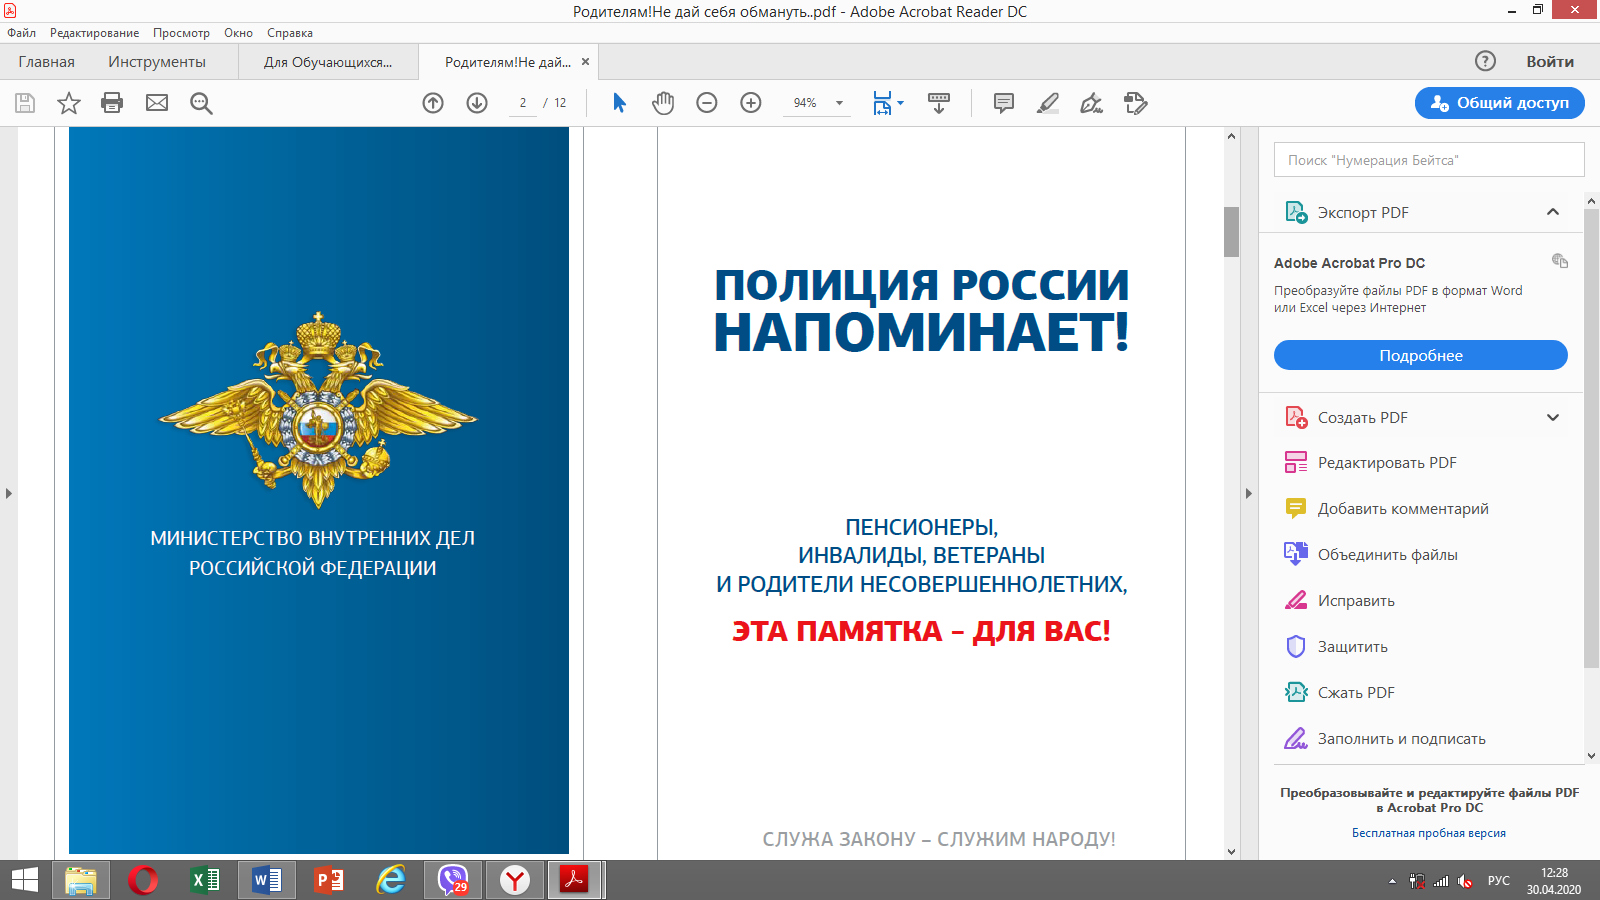 Родителям!Не дай себя обмануть..pdf - Adobe Acrobat Reader DC
Файл Редактирование Просмотр Окно Справка
Главная Инструменты Для Обучающихся... Родителям!Не дай... × Войти
2 / 12 94% Общий доступ
МИНИСТЕРСТВО ВНУТРЕННИХ ДЕЛ
РОССИЙСКОЙ ФЕДЕРАЦИИ
ПОЛИЦИЯ РОССИИ
НАПОМИНАЕТ!
ПЕНСИОНЕРЫ,
ИНВАЛИДЫ, ВЕТЕРАНЫ
И РОДИТЕЛИ НЕСОВЕРШЕННОЛЕТНИХ,
ЭТА ПАМЯТКА – ДЛЯ ВАС!
СЛУЖА ЗАКОНУ – СЛУЖИМ НАРОДУ!
Поиск "Нумерация Бейтса"
Экспорт PDF
Adobe Acrobat Pro DC
Преобразуйте файлы PDF в формат Word
или Excel через Интернет
Подробнее
Создать PDF
Редактировать PDF
Добавить комментарий
Объединить файлы
Исправить
Защитить
Сжать PDF
Заполнить и подписать
Преобразовывайте и редактируйте файлы PDF
в Acrobat Pro DC
Бесплатная пробная версия
29
РУС
12:28
30.04.2020